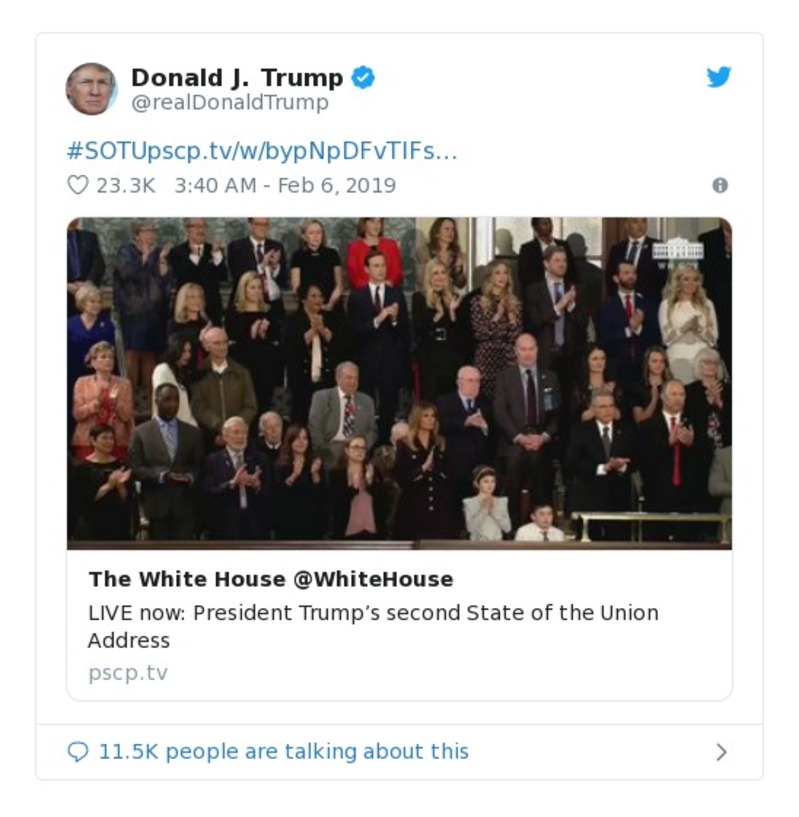 Donald J. Trump
@realDonaldTrump
#SOTUpscp.tv/w/bypNpDFvTIFs…
23.3K 3:40 AM - Feb 6, 2019
The White House @WhiteHouse
LIVE now: President Trump’s second State of the Union
Address
pscp.tv
11.5K people are talking about this